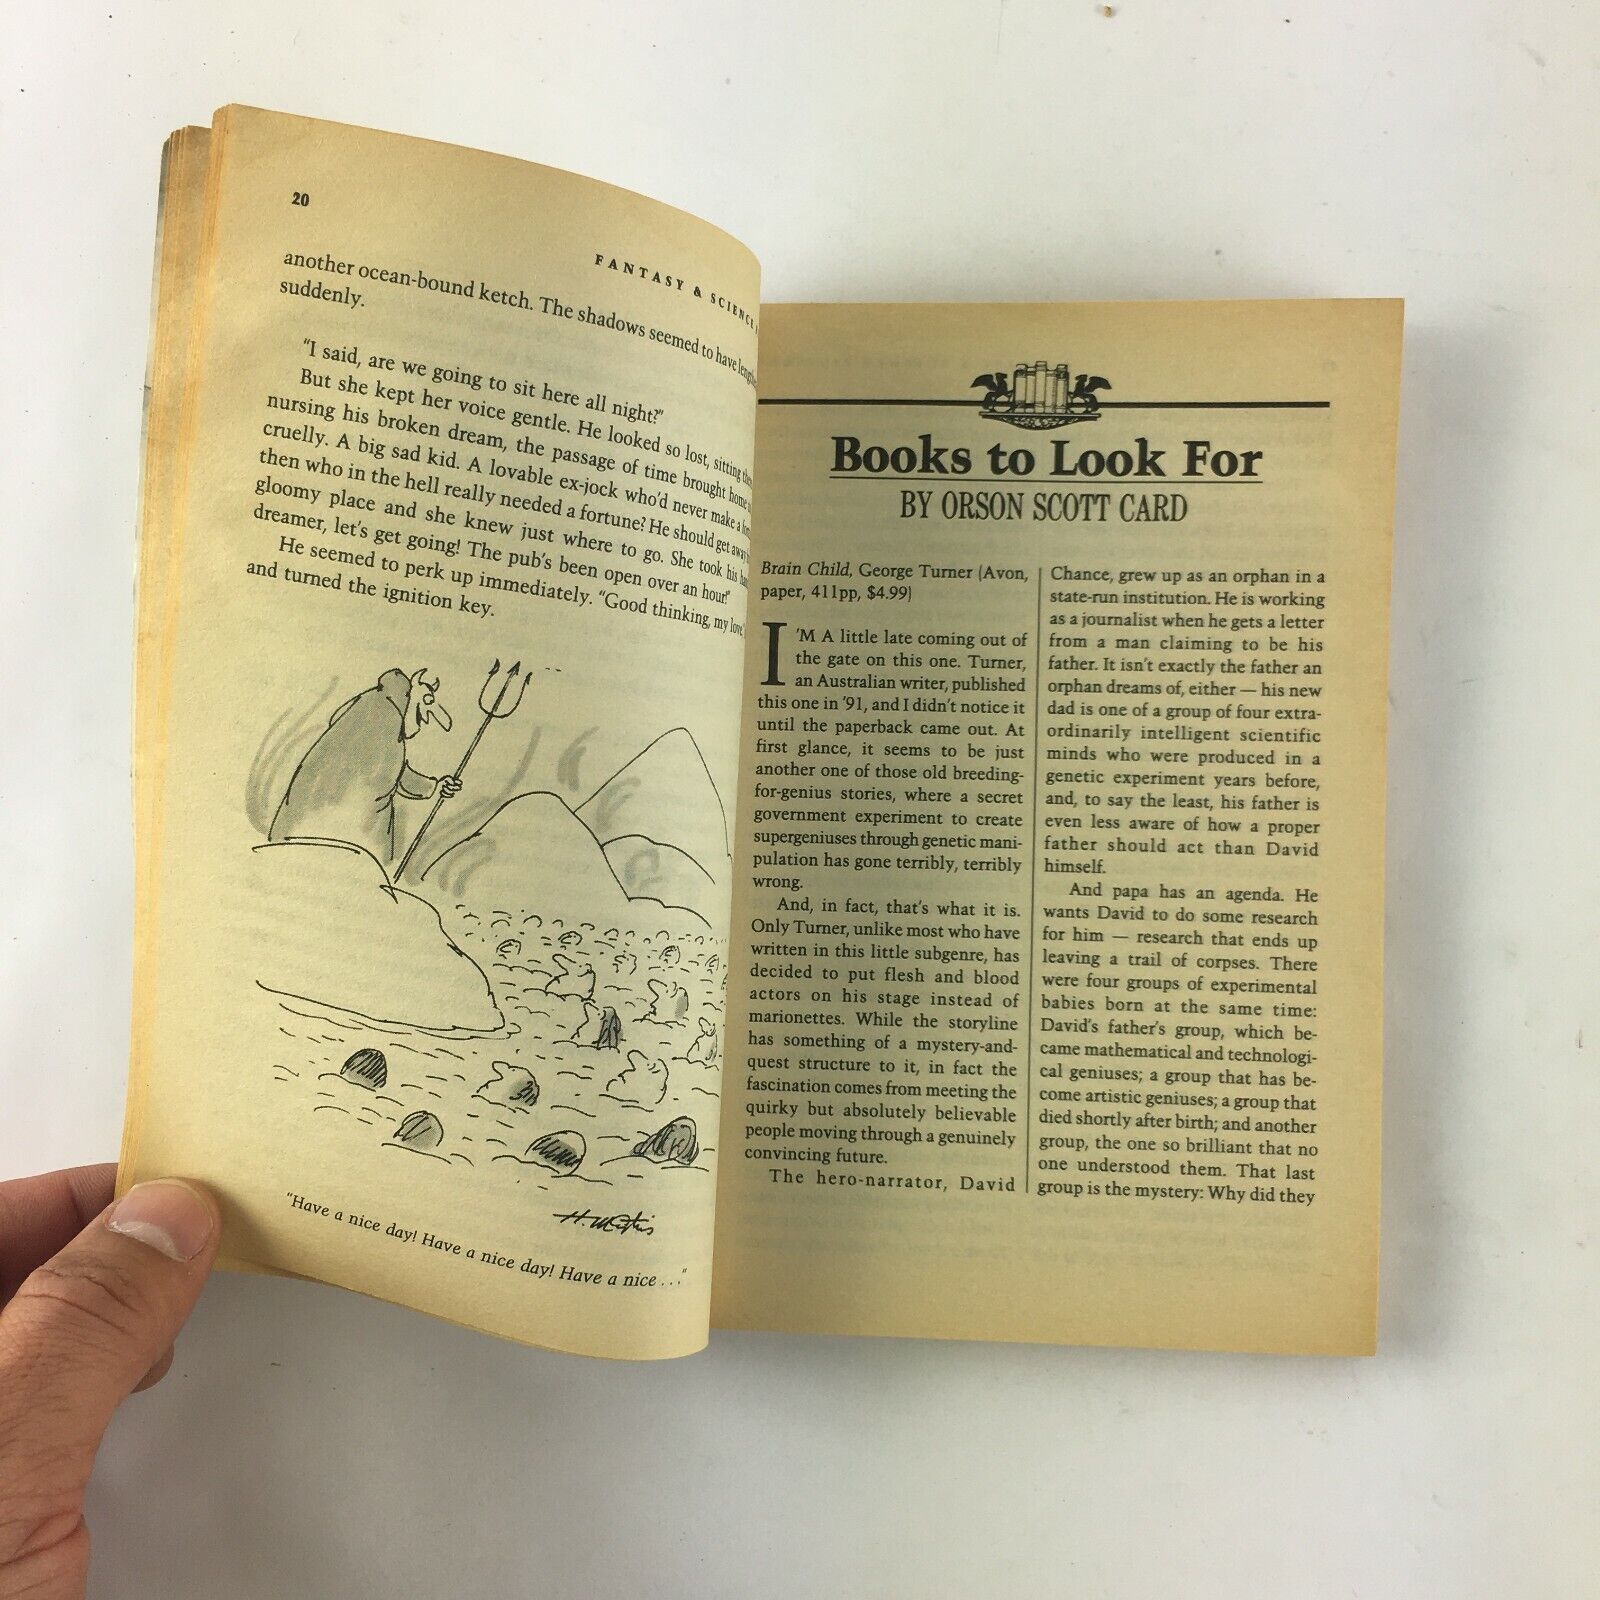 20
FANTASY & SCIENCE
another ocean-bound ketch. The shadows seemed to have
suddenly.
"I said, are we going to sit here all night?"
But she kept her voice gentle. He looked so lost, sitting
nursing his broken dream, the passage of time brought home
cruelly. A big sad kid. A lovable ex-jock who'd never make a
then who in the hell really needed a fortune? He should get away
gloomy place and she knew just where to go. She took his
dreamer, let's get going! The pub's been open over an hour!"
He seemed to perk up immediately. "Good thinking, my love,
and turned the ignition key.
"Have a nice day! Have a nice day! Have a nice . . ."
Books to Look For
BY ORSON SCOTT CARD
Brain Child, George Turner (Avon,
paper, 411pp, $4.99)
I'M A little late coming out of
the gate on this one. Turner,
an Australian writer, published
this one in '91, and I didn't notice it
until the paperback came out. At
first glance, it seems to be just
another one of those old breeding-
for-genius stories, where a secret
government experiment to create
supergeniuses through genetic mani-
pulation has gone terribly, terribly
wrong.
And, in fact, that's what it is.
Only Turner, unlike most who have
written in this little subgenre, has
decided to put flesh and blood
actors on his stage instead of
marionettes. While the storyline
has something of a mystery-and-
quest structure to it, in fact the
fascination comes from meeting the
quirky but absolutely believable
people moving through a genuinely
convincing future.
The hero-narrator, David
Chance, grew up as an orphan in a
state-run institution. He is working
as a journalist when he gets a letter
from a man claiming to be his
father. It isn't exactly the father an
orphan dreams of, either — his new
dad is one of a group of four extra-
ordinarily intelligent scientific
minds who were produced in a
genetic experiment years before,
and, to say the least, his father is
even less aware of how a proper
father should act than David
himself.
And papa has an agenda. He
wants David to do some research
for him — research that ends up
leaving a trail of corpses. There
were four groups of experimental
babies born at the same time:
David's father's group, which be-
came mathematical and technologi-
cal geniuses; a group that has be-
come artistic geniuses; a group that
died shortly after birth; and another
group, the one so brilliant that no
one understood them. That last
group is the mystery: Why did they